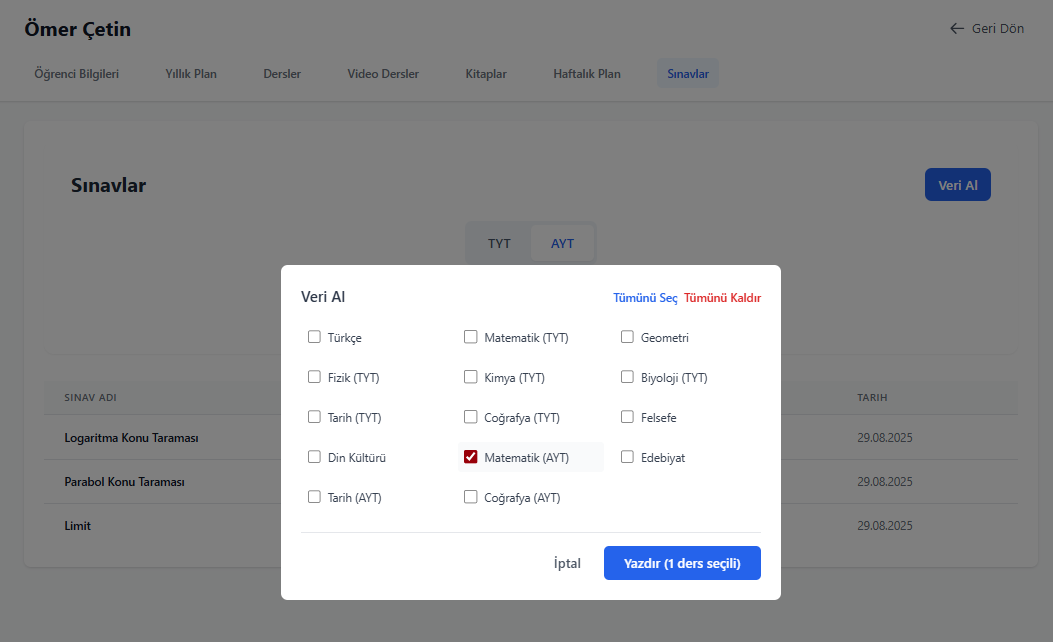 Ömer Çetin
Geri Dön
Öğrenci Bilgileri Yıllık Plan Dersler Video Dersler Kitaplar Haftalık Plan Sınavlar
Sınavlar
Veri Al
TYT AYT
Veri Al
Tümünü Seç Tümünü Kaldır
Türkçe Matematik (TYT) Geometri
Fizik (TYT) Kimya (TYT) Biyoloji (TYT)
Tarih (TYT) Coğrafya (TYT) Felsefe
Din Kültürü Matematik (AYT) Edebiyat
Tarih (AYT) Coğrafya (AYT)
İptal
Yazdır (1 ders seçili)
SINAV ADI TARIH
Logaritma Konu Taraması 29.08.2025
Parabol Konu Taraması 29.08.2025
Limit 29.08.2025